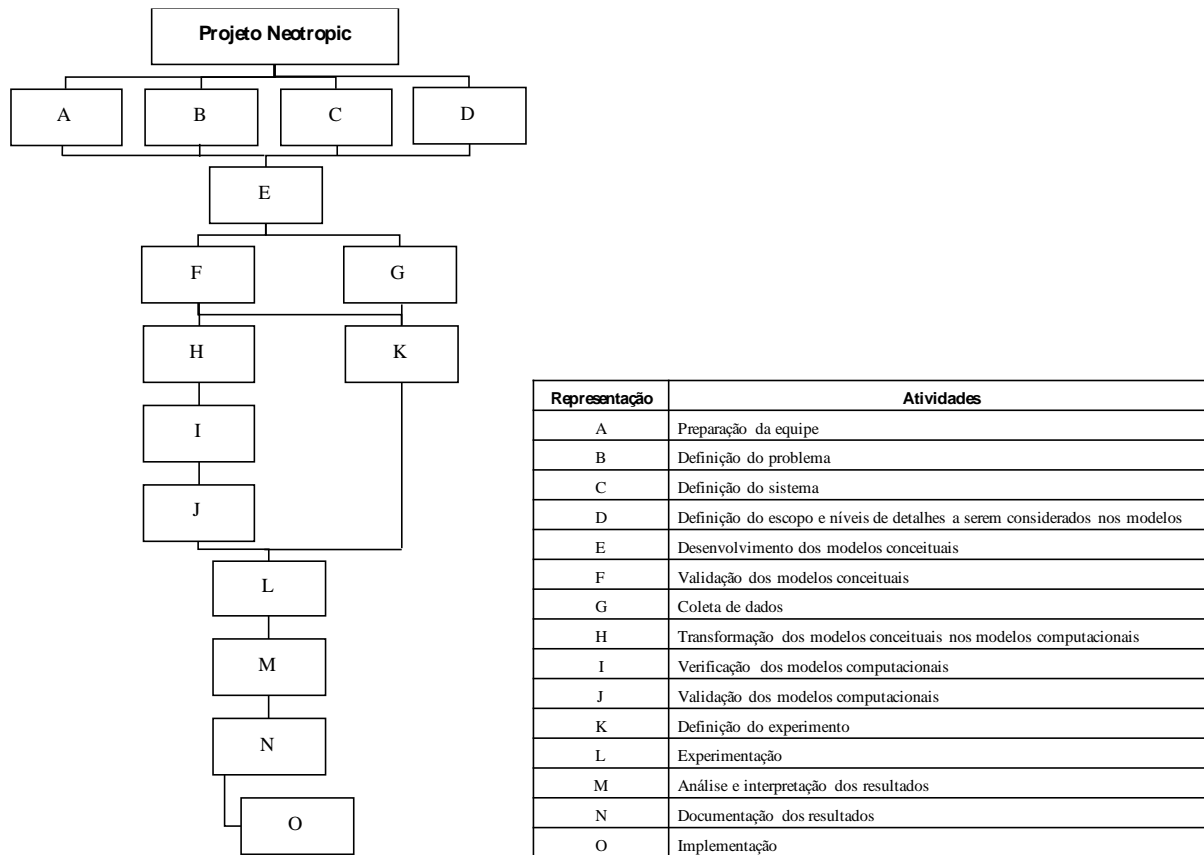 Projeto Neotropic
A B C D
E
F G
H K
I
J
L
M
N
O
Representação Atividades
A Preparação da equipe
B Definição do problema
C Definição do sistema
D Definição do escopo e níveis de detalhes a serem considerados nos modelos
E Desenvolvimento dos modelos conceituais
F Validação dos modelos conceituais
G Coleta de dados
H Transformação dos modelos conceituais nos modelos computacionais
I Verificação dos modelos computacionais
J Validação dos modelos computacionais
K Definição do experimento
L Experimentação
M Análise e interpretação dos resultados
N Documentação dos resultados
O Implementação